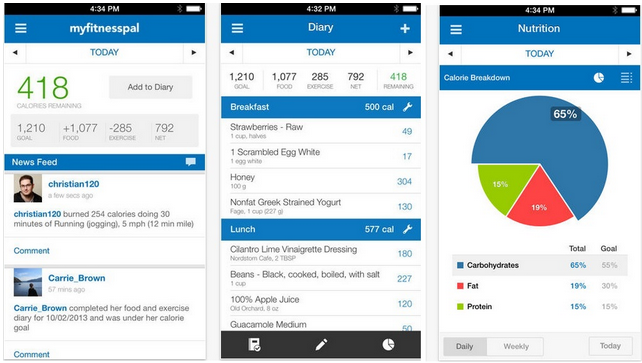 4:34 PM
myfitnesspal
TODAY
418
CALORIES REMAINING
Add to Diary
1,210 +1,077 -285 792
GOAL FOOD EXERCISE NET
News Feed
christian120
a few secs ago
christian120 burned 254 calories doing 30
minutes of Running (jogging), 5 mph (12 min mile)
Comment
Carrie_Brown
57 mins ago
Carrie_Brown completed her food and exercise
diary for 10/02/2013 and was under her calorie
goal
Comment
4:32 PM
Diary
TODAY
1,210 1,077 285 792 418
GOAL FOOD EXERCISE NET REMAINING
Breakfast 500 cal
Strawberries - Raw
1 cup, halves
49
1 Scrambled Egg White
1 egg white
17
Honey
100 g
304
Nonfat Greek Strained Yogurt
Fage, 1 cup (227 g)
130
Lunch 577 cal
Cilantro Lime Vinaigrette Dressing
Nordstom Cafe, 2 TBSP
180
Beans - Black, cooked, boiled, with salt
1 cup
227
100% Apple Juice
Old Orchard, 8 oz
120
Guacamole Medium
50
4:34 PM
Nutrition
TODAY
Calorie Breakdown
65%
15%
19%
Total Goal
Carbohydrates 65% 55%
Fat 19% 30%
Protein 15% 15%
Daily Weekly Today